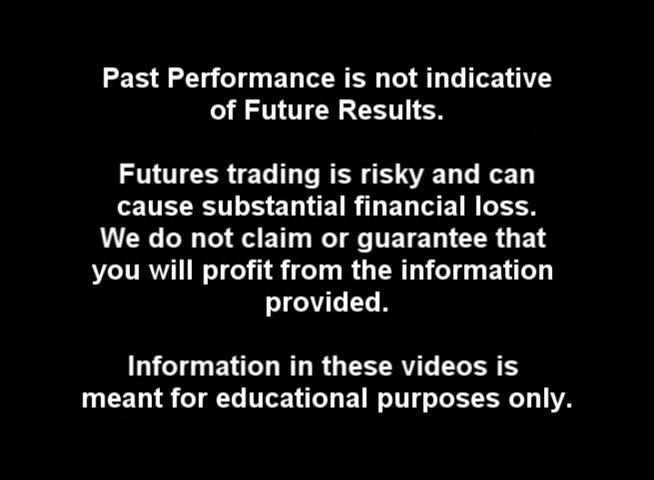 Past Performance is not indicative
of Future Results.
Futures trading is risky and can
cause substantial financial loss.
We do not claim or guarantee that
you will profit from the information
provided.
Information in these videos is
meant for educational purposes only.